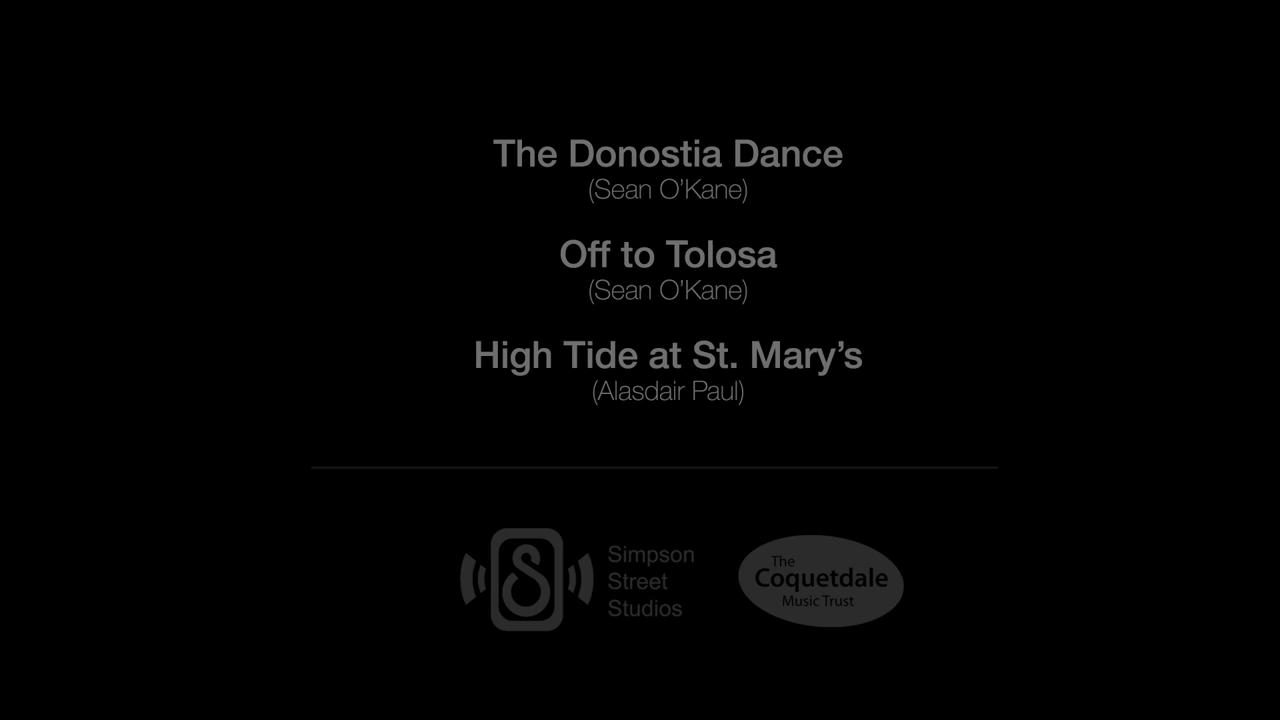 The Donostia Dance
(Sean O’Kane)
Off to Tolosa
(Sean O’Kane)
High Tide at St. Mary’s
(Alasdair Paul)
Simpson
Street
Studios
The
Coquetdale
Music Trust